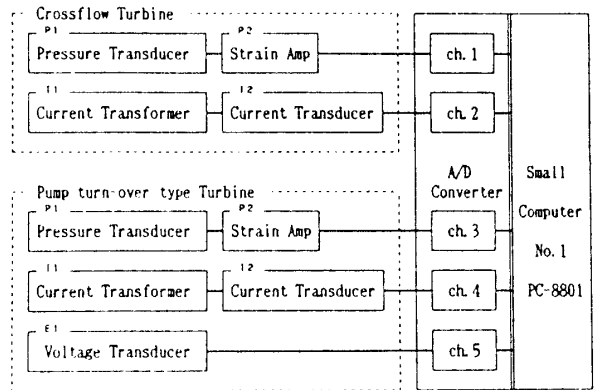 Crossflow Turbine
P1 P2
Pressure Transducer Strain Amp ch. 1
I1 I2
Current Transformer Current Transducer ch. 2
A/D Converter
Small Computer No. 1 PC-8801
Pump turn-over type Turbine
P1 P2
Pressure Transducer Strain Amp ch. 3
I1 I2
Current Transformer Current Transducer ch. 4
E1
Voltage Transducer ch. 5